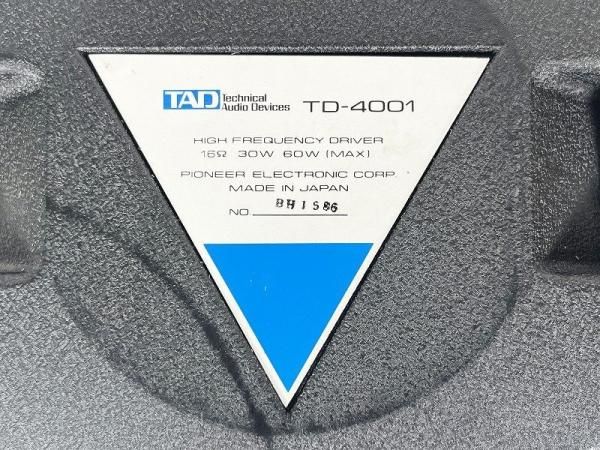 TAD Technical Audio Devices TD-4001
HIGH FREQUENCY DRIVER
16Ω 30W 60W (MAX)
PIONEER ELECTRONIC CORP.
MADE IN JAPAN
NO. BH1586